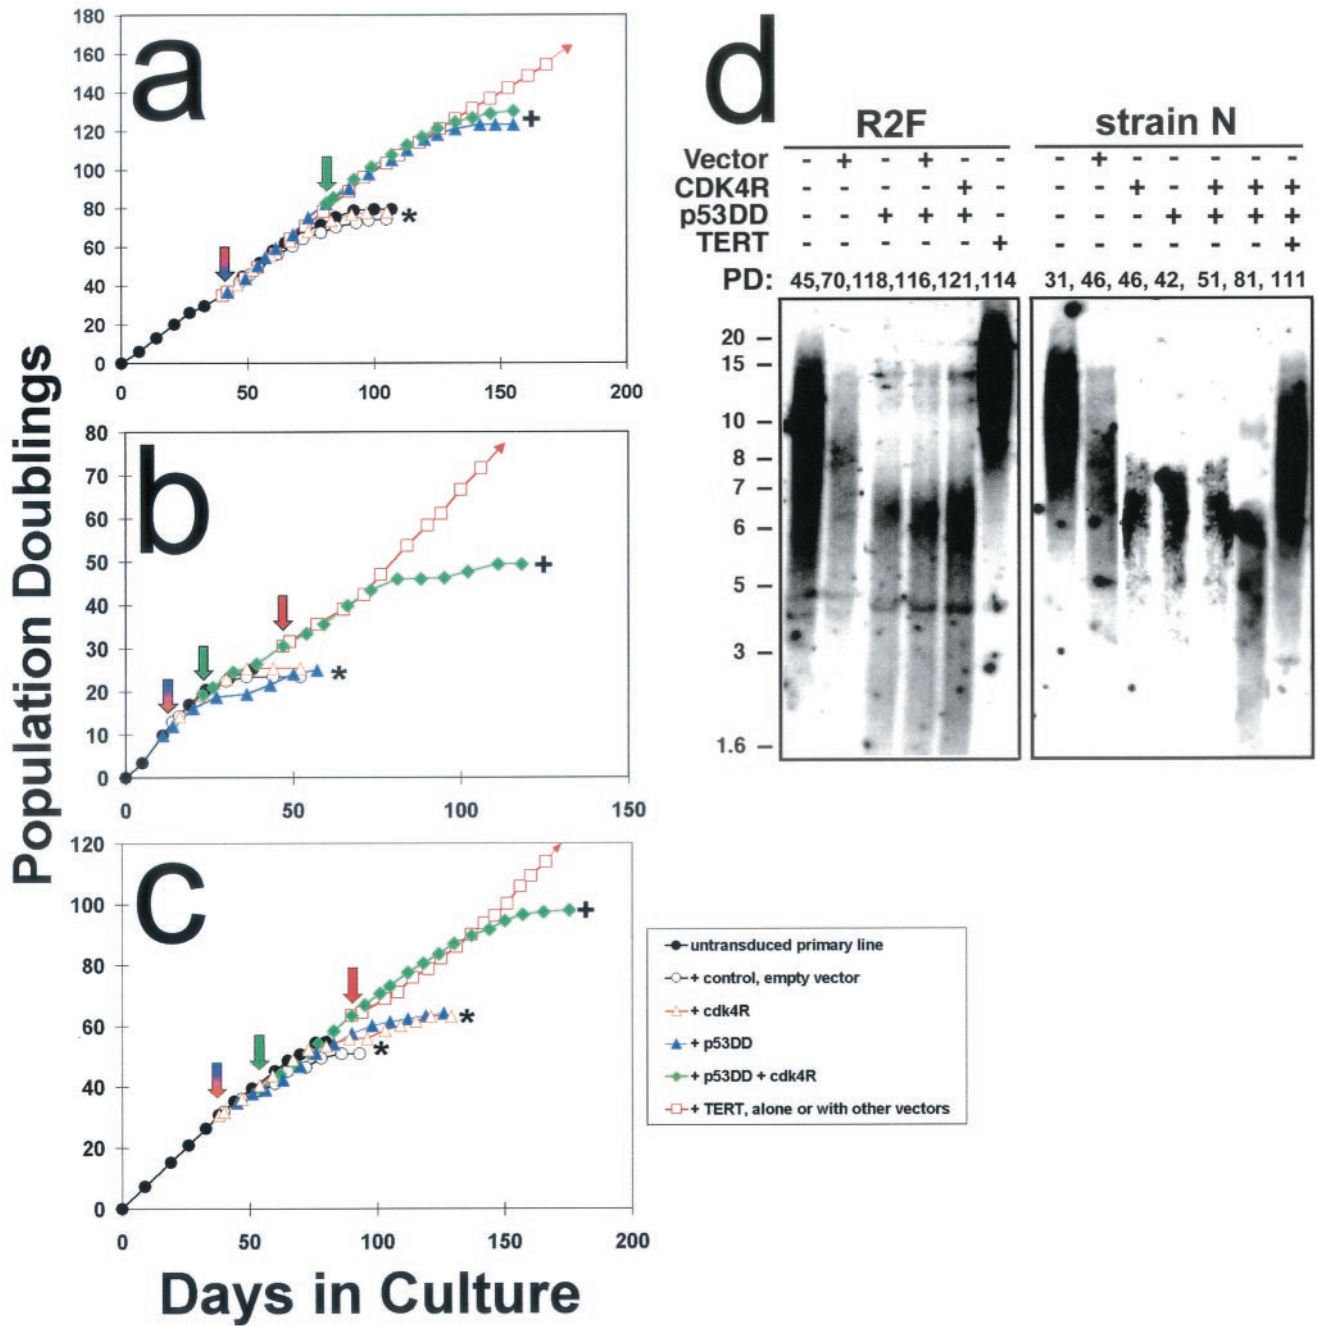 Population Doublings
a
180
160
140
120
100
80
60
40
20
0
+
*
0 50 100 150 200
b
80
70
60
50
40
30
20
10
0
+
*
0 50 100 150
c
120
100
80
60
40
20
0
+
*
*
0 50 100 150 200
Days in Culture
untransduced primary line
+ control, empty vector
+ cdk4R
+ p53DD
+ p53DD + cdk4R
+ TERT, alone or with other vectors
d
R2F strain N
Vector - + - + - - - + - - - - -
CDK4R - - - - + - - - + - + + +
p53DD - - + + + - - - - + + + +
TERT - - - - - + - - - - - - +
PD: 45,70,118,116,121,114 31, 46, 46, 42, 51, 81, 111
20
15
10
8
7
6
5
3
1.6